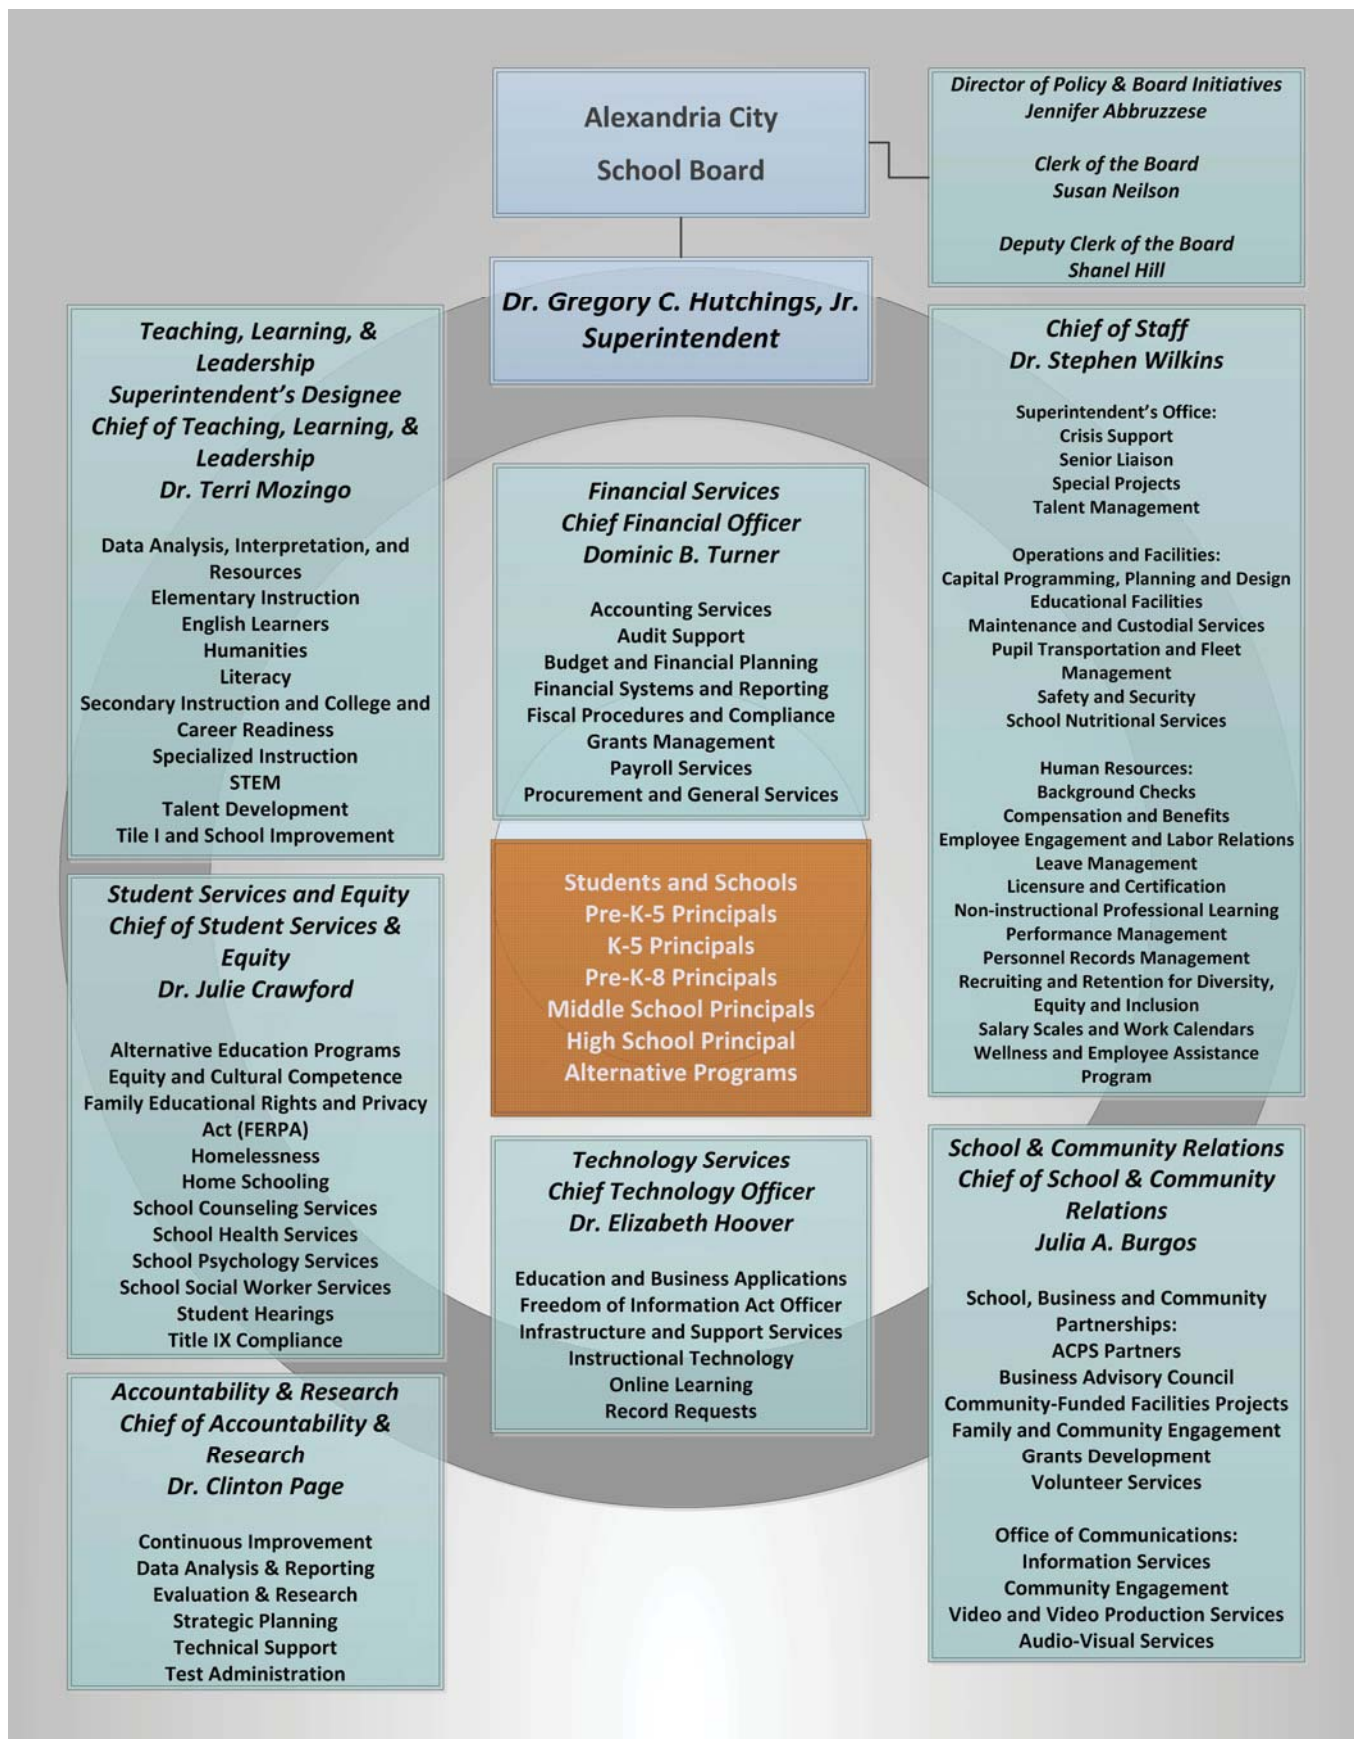 Alexandria City
School Board
Director of Policy & Board Initiatives
Jennifer Abbruzzese
Clerk of the Board
Susan Neilson
Deputy Clerk of the Board
Shanel Hill
Dr. Gregory C. Hutchings, Jr.
Superintendent
Teaching, Learning, &
Leadership
Superintendent's Designee
Chief of Teaching, Learning, &
Leadership
Dr. Terri Mozingo
Data Analysis, Interpretation, and
Resources
Elementary Instruction
English Learners
Humanities
Literacy
Secondary Instruction and College and
Career Readiness
Specialized Instruction
STEM
Talent Development
Tile I and School Improvement
Financial Services
Chief Financial Officer
Dominic B. Turner
Accounting Services
Audit Support
Budget and Financial Planning
Financial Systems and Reporting
Fiscal Procedures and Compliance
Grants Management
Payroll Services
Procurement and General Services
Chief of Staff
Dr. Stephen Wilkins
Superintendent's Office:
Crisis Support
Senior Liaison
Special Projects
Talent Management
Operations and Facilities:
Capital Programming, Planning and Design
Educational Facilities
Maintenance and Custodial Services
Pupil Transportation and Fleet
Management
Safety and Security
School Nutritional Services
Human Resources:
Background Checks
Compensation and Benefits
Employee Engagement and Labor Relations
Leave Management
Licensure and Certification
Non-instructional Professional Learning
Performance Management
Personnel Records Management
Recruiting and Retention for Diversity,
Equity and Inclusion
Salary Scales and Work Calendars
Wellness and Employee Assistance
Program
Students and Schools
Pre-K-5 Principals
K-5 Principals
Pre-K-8 Principals
Middle School Principals
High School Principal
Alternative Programs
Student Services and Equity
Chief of Student Services &
Equity
Dr. Julie Crawford
Alternative Education Programs
Equity and Cultural Competence
Family Educational Rights and Privacy
Act (FERPA)
Homelessness
Home Schooling
School Counseling Services
School Health Services
School Psychology Services
School Social Worker Services
Student Hearings
Title IX Compliance
Technology Services
Chief Technology Officer
Dr. Elizabeth Hoover
Education and Business Applications
Freedom of Information Act Officer
Infrastructure and Support Services
Instructional Technology
Online Learning
Record Requests
School & Community Relations
Chief of School & Community
Relations
Julia A. Burgos
School, Business and Community
Partnerships:
ACPS Partners
Business Advisory Council
Community-Funded Facilities Projects
Family and Community Engagement
Grants Development
Volunteer Services
Office of Communications:
Information Services
Community Engagement
Video and Video Production Services
Audio-Visual Services
Accountability & Research
Chief of Accountability &
Research
Dr. Clinton Page
Continuous Improvement
Data Analysis & Reporting
Evaluation & Research
Strategic Planning
Technical Support
Test Administration